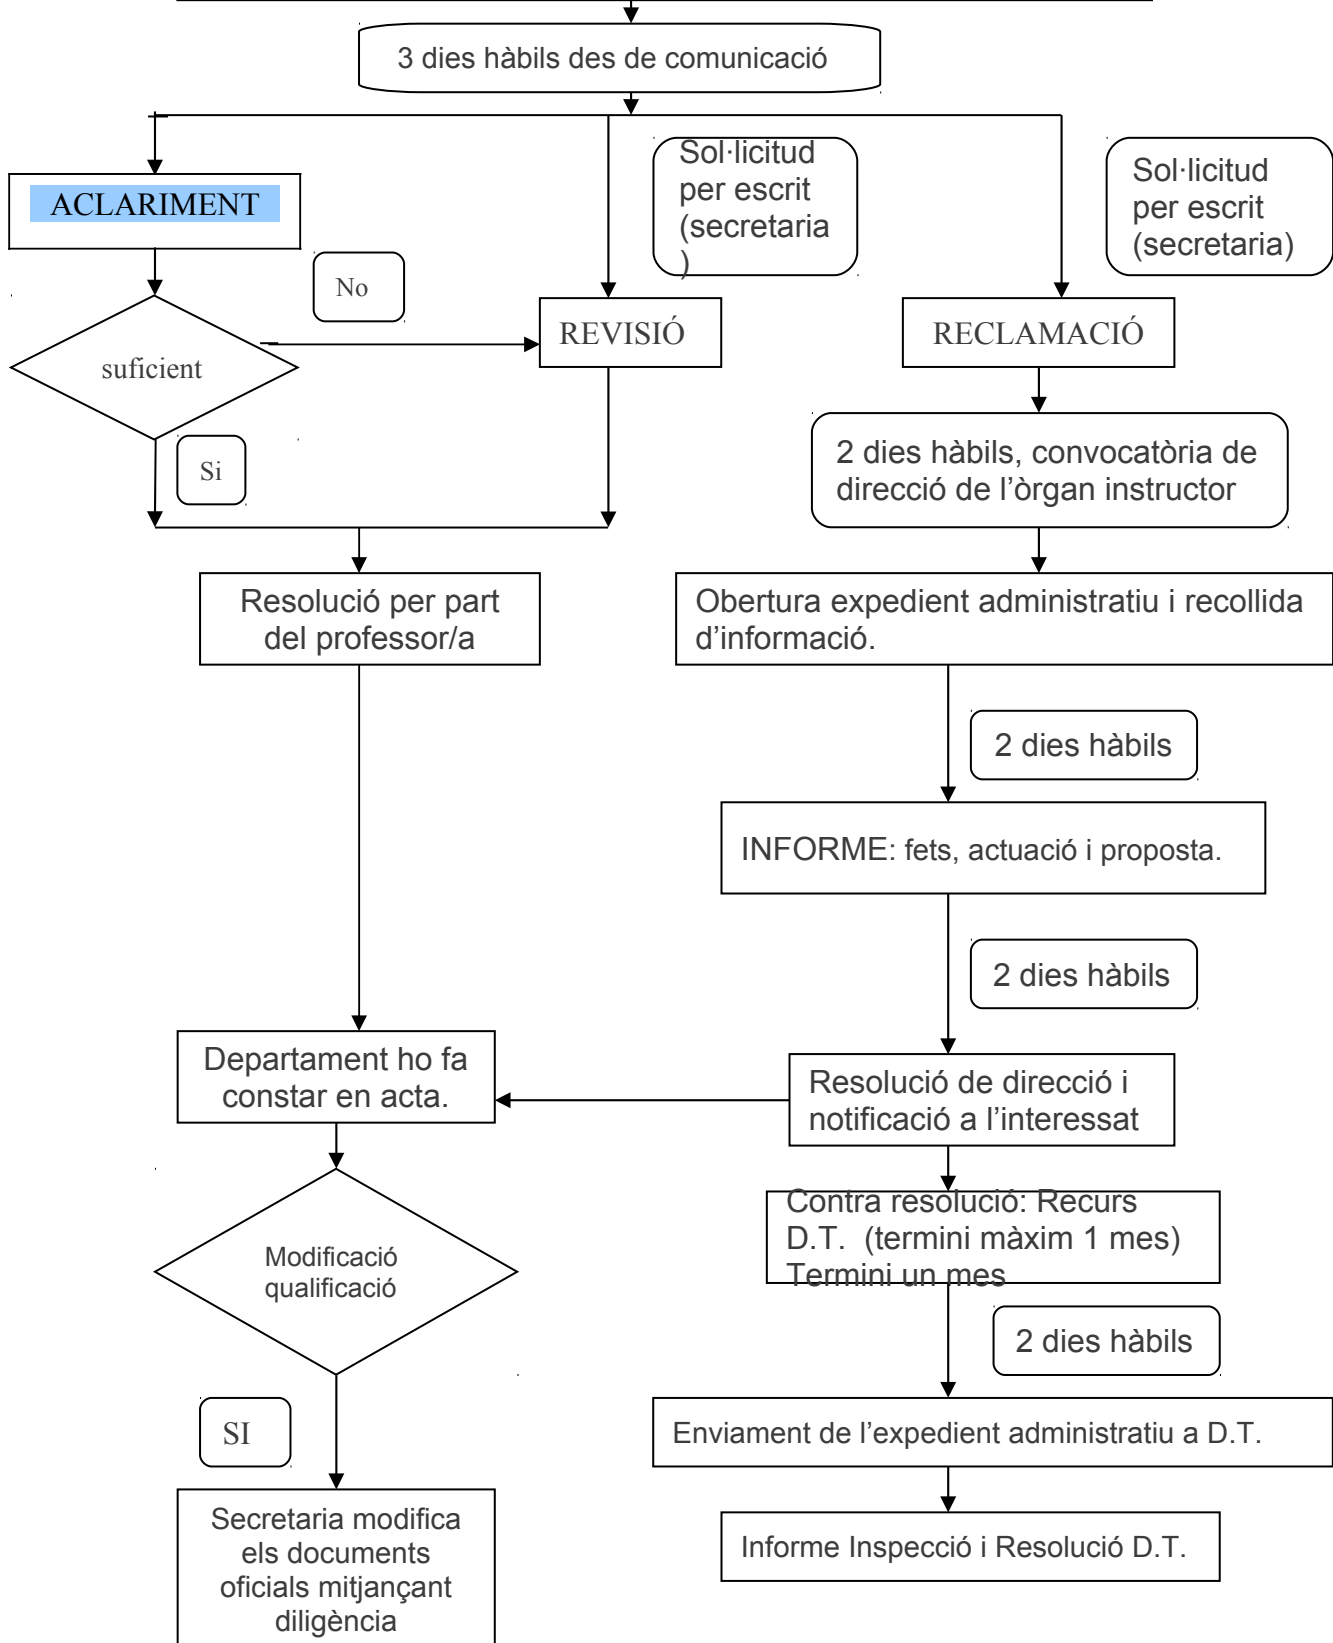 3 dies hàbils des de comunicació
Sol·licitud
per escrit
(secretaria
)
Sol·licitud
per escrit
(secretaria)
ACLARIMENT
No
REVISIÓ
RECLAMACIÓ
suficient
Si
2 dies hàbils, convocatòria de
direcció de l’òrgan instructor
Resolució per part
del professor/a
Obertura expedient administratiu i recollida
d’informació.
2 dies hàbils
INFORME: fets, actuació i proposta.
2 dies hàbils
Departament ho fa
constar en acta.
Resolució de direcció i
notificació a l’interessat
Contra resolució: Recurs
D.T.  (termini màxim 1 mes)
Termini un mes
Modificació
qualificació
2 dies hàbils
SI
Enviament de l’expedient administratiu a D.T.
Secretaria modifica
els documents
oficials mitjançant
diligència
Informe Inspecció i Resolució D.T.